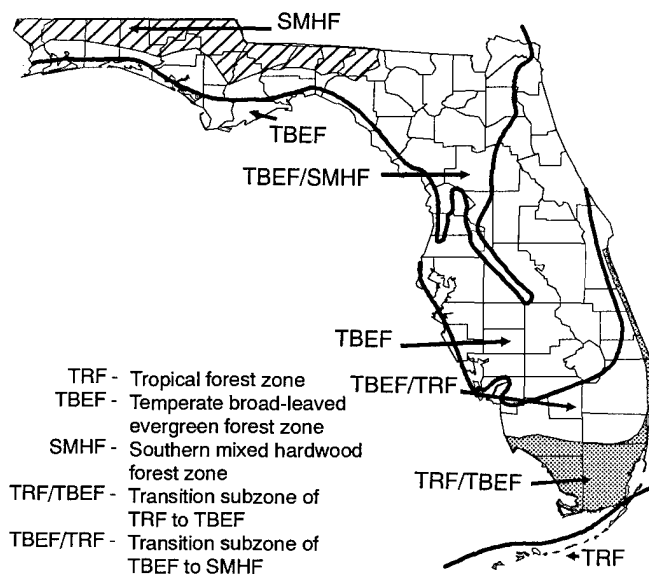 SMHF
TBEF
TBEF/SMHF
TBEF
TBEF/TRF
TRF/TBEF
TRF
TRF - Tropical forest zone
TBEF - Temperate broad-leaved
evergreen forest zone
SMHF - Southern mixed hardwood
forest zone
TRF/TBEF - Transition subzone of
TRF to TBEF
TBEF/TRF - Transition subzone of
TBEF to SMHF